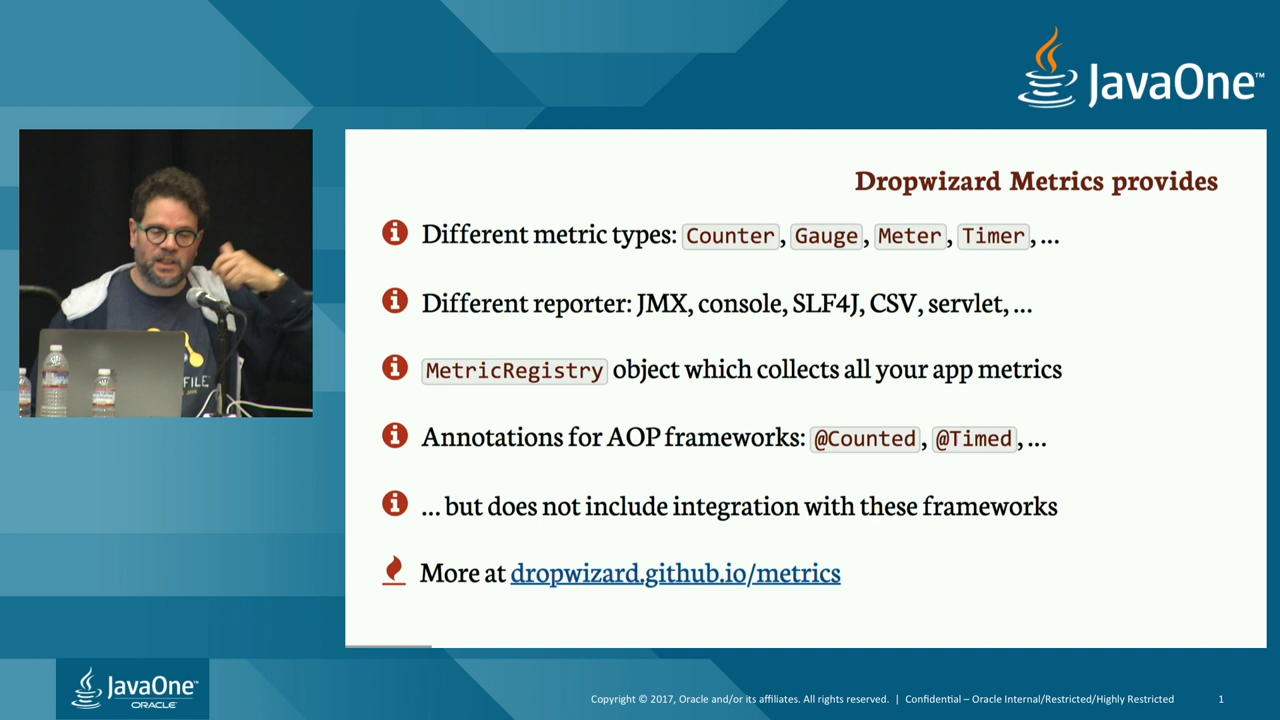 JavaOne™
Dropwizard Metrics provides
Different metric types: Counter, Gauge, Meter, Timer, ...
Different reporter: JMX, console, SLF4J, CSV, servlet, ...
MetricRegistry object which collects all your app metrics
Annotations for AOP frameworks: @Counted, @Timed, ...
... but does not include integration with these frameworks
More at dropwizard.github.io/metrics
FILE
JavaOne™
ORACLE
Copyright © 2017, Oracle and/or its affiliates. All rights reserved. | Confidential – Oracle Internal/Restricted/Highly Restricted 1